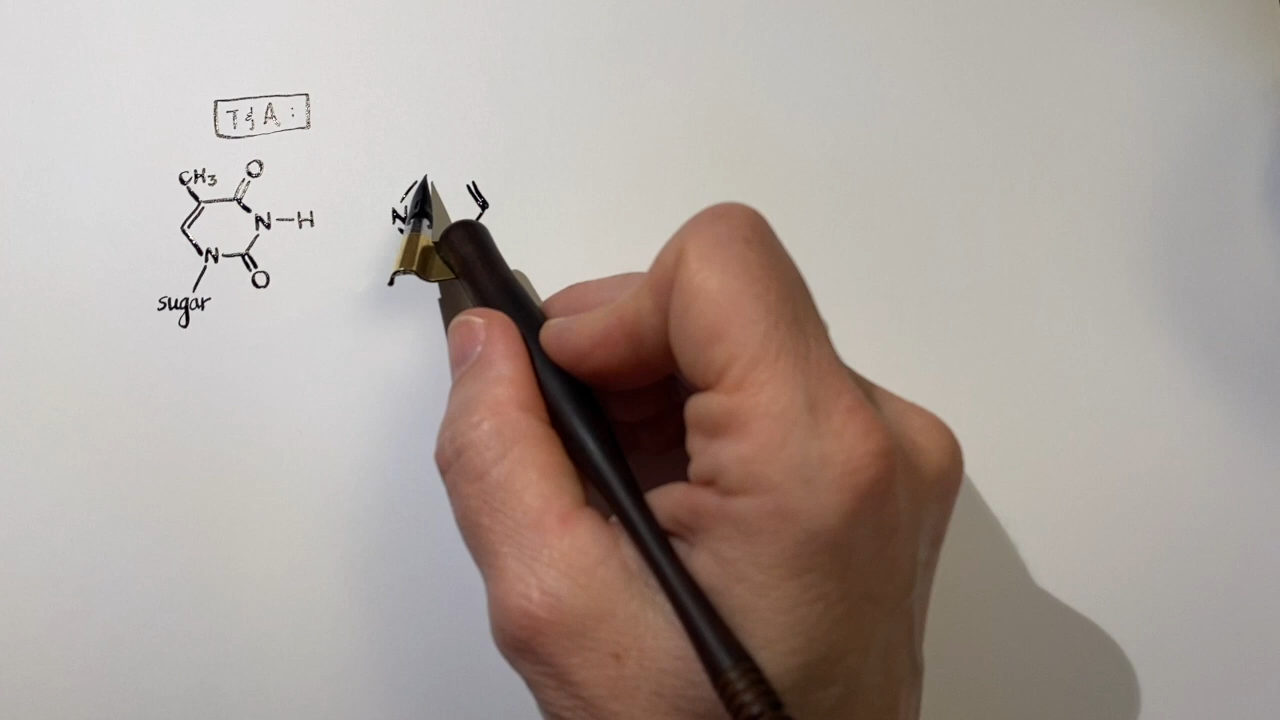 T & A :
CH₃ O
N N-H
N O
sugar